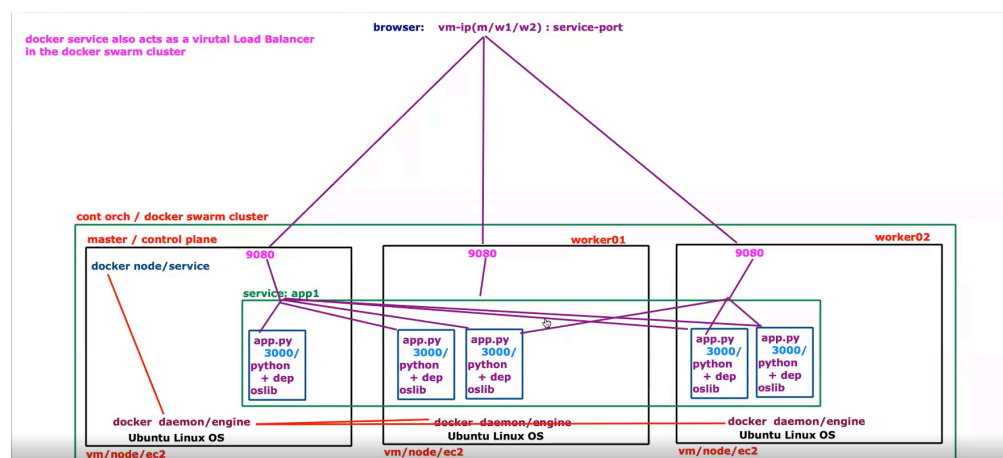 browser: vm-ip(m/w1/w2) : service-port
docker service also acts as a virutal Load Balancer
in the docker swarm cluster
cont orch / docker swarm cluster
master / control plane
worker01
worker02
9080
9080
9080
docker node/service
service: app1
app.py
3000/
python
+ dep
oslib
app.py
3000/
python
+ dep
oslib
app.py
3000/
python
+ dep
oslib
app.py
3000/
python
+ dep
oslib
app.py
3000/
python
+ dep
oslib
docker daemon/engine
docker daemon/engine
docker daemon/engine
Ubuntu Linux OS
Ubuntu Linux OS
Ubuntu Linux OS
vm/node/ec2
vm/node/ec2
vm/node/ec2